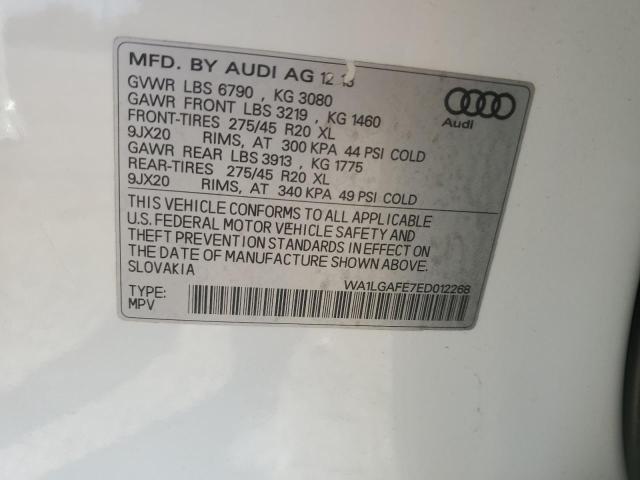 MFD. BY AUDI AG 12 13
GVWR LBS 6790 , KG 3080
GAWR FRONT LBS 3219 , KG 1460
FRONT-TIRES 275/45 R20 XL
9JX20 RIMS, AT 300 KPA 44 PSI COLD
GAWR REAR LBS 3913 , KG 1775
REAR-TIRES 275/45 R20 XL
9JX20 RIMS, AT 340 KPA 49 PSI COLD
Audi
THIS VEHICLE CONFORMS TO ALL APPLICABLE
U.S. FEDERAL MOTOR VEHICLE SAFETY AND
THEFT PREVENTION STANDARDS IN EFFECT ON
THE DATE OF MANUFACTURE SHOWN ABOVE.
SLOVAKIA
WA1LGAFE7ED012268
TYPE:
MPV